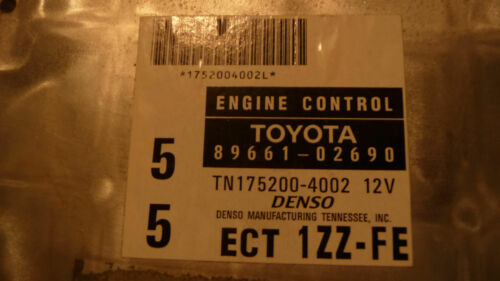 *1752004002L*
ENGINE CONTROL
TOYOTA
89661-02690
5
TN175200-4002 12V
DENSO
DENSO MANUFACTURING TENNESSEE, INC.
5
ECT 1ZZ-FE